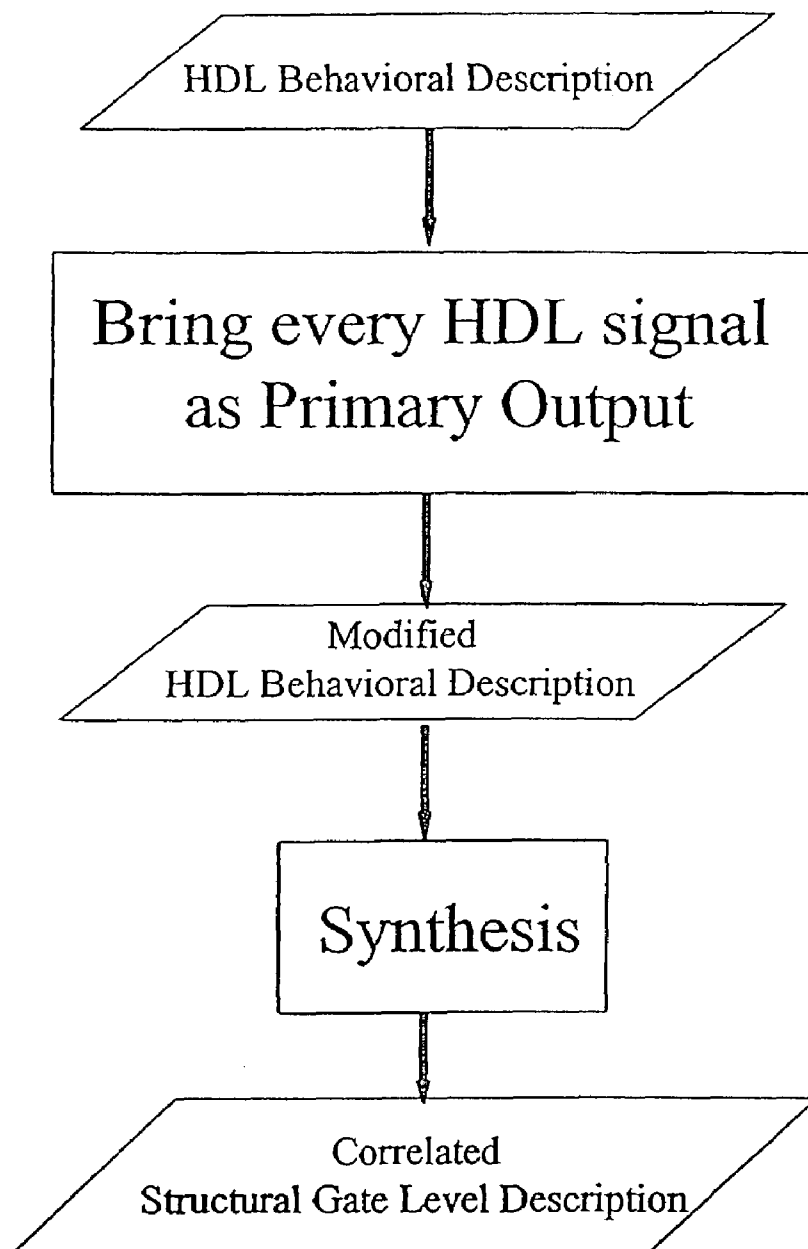 HDL Behavioral Description
Bring every HDL signal
as Primary Output
Modified
HDL Behavioral Description
Synthesis
Correlated
Structural Gate Level Description